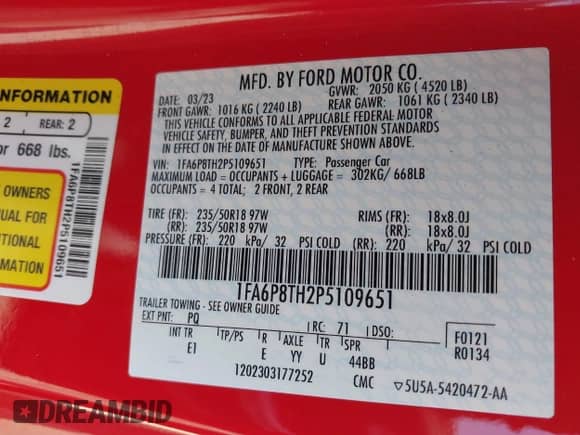 INFORMATION
2 REAR: 2
or 668 lbs.
OWNERS
NUAL FOR
ITIONAL
RMATION
1FA6P8TH2P5109651
MFD. BY FORD MOTOR CO.
DATE: 03/23 GVWR: 2050 KG ( 4520 LB)
FRONT GAWR: 1016 KG ( 2240 LB) REAR GAWR: 1061 KG ( 2340 LB)
THIS VEHICLE CONFORMS TO ALL APPLICABLE FEDERAL MOTOR
VEHICLE SAFETY, BUMPER, AND THEFT PREVENTION STANDARDS
IN EFFECT ON THE DATE OF MANUFACTURE SHOWN ABOVE.
VIN: 1FA6P8TH2P5109651 TYPE: Passenger Car
MAXIMUM LOAD = OCCUPANTS + LUGGAGE = 302KG/ 668LB
OCCUPANTS = 4 TOTAL; 2 FRONT, 2 REAR
TIRE (FR): 235/50R18 97W RIMS (FR): 18x8.0J
(RR): 235/50R18 97W (RR): 18x8.0J
PRESSURE (FR): 220 kPa/ 32 PSI COLD (RR): 220 kPa/ 32 PSI COLD
1FA6P8TH2P5109651
TRAILER TOWING - SEE OWNER GUIDE
EXT PNT: PQ RC: 71 DSO: F0121
INT TR TP/PS R AXLE TR SPR R0134
E1 E YY U 44BB
1202303177252 CMC ▽5U5A-5420472-AA
DREAMBID